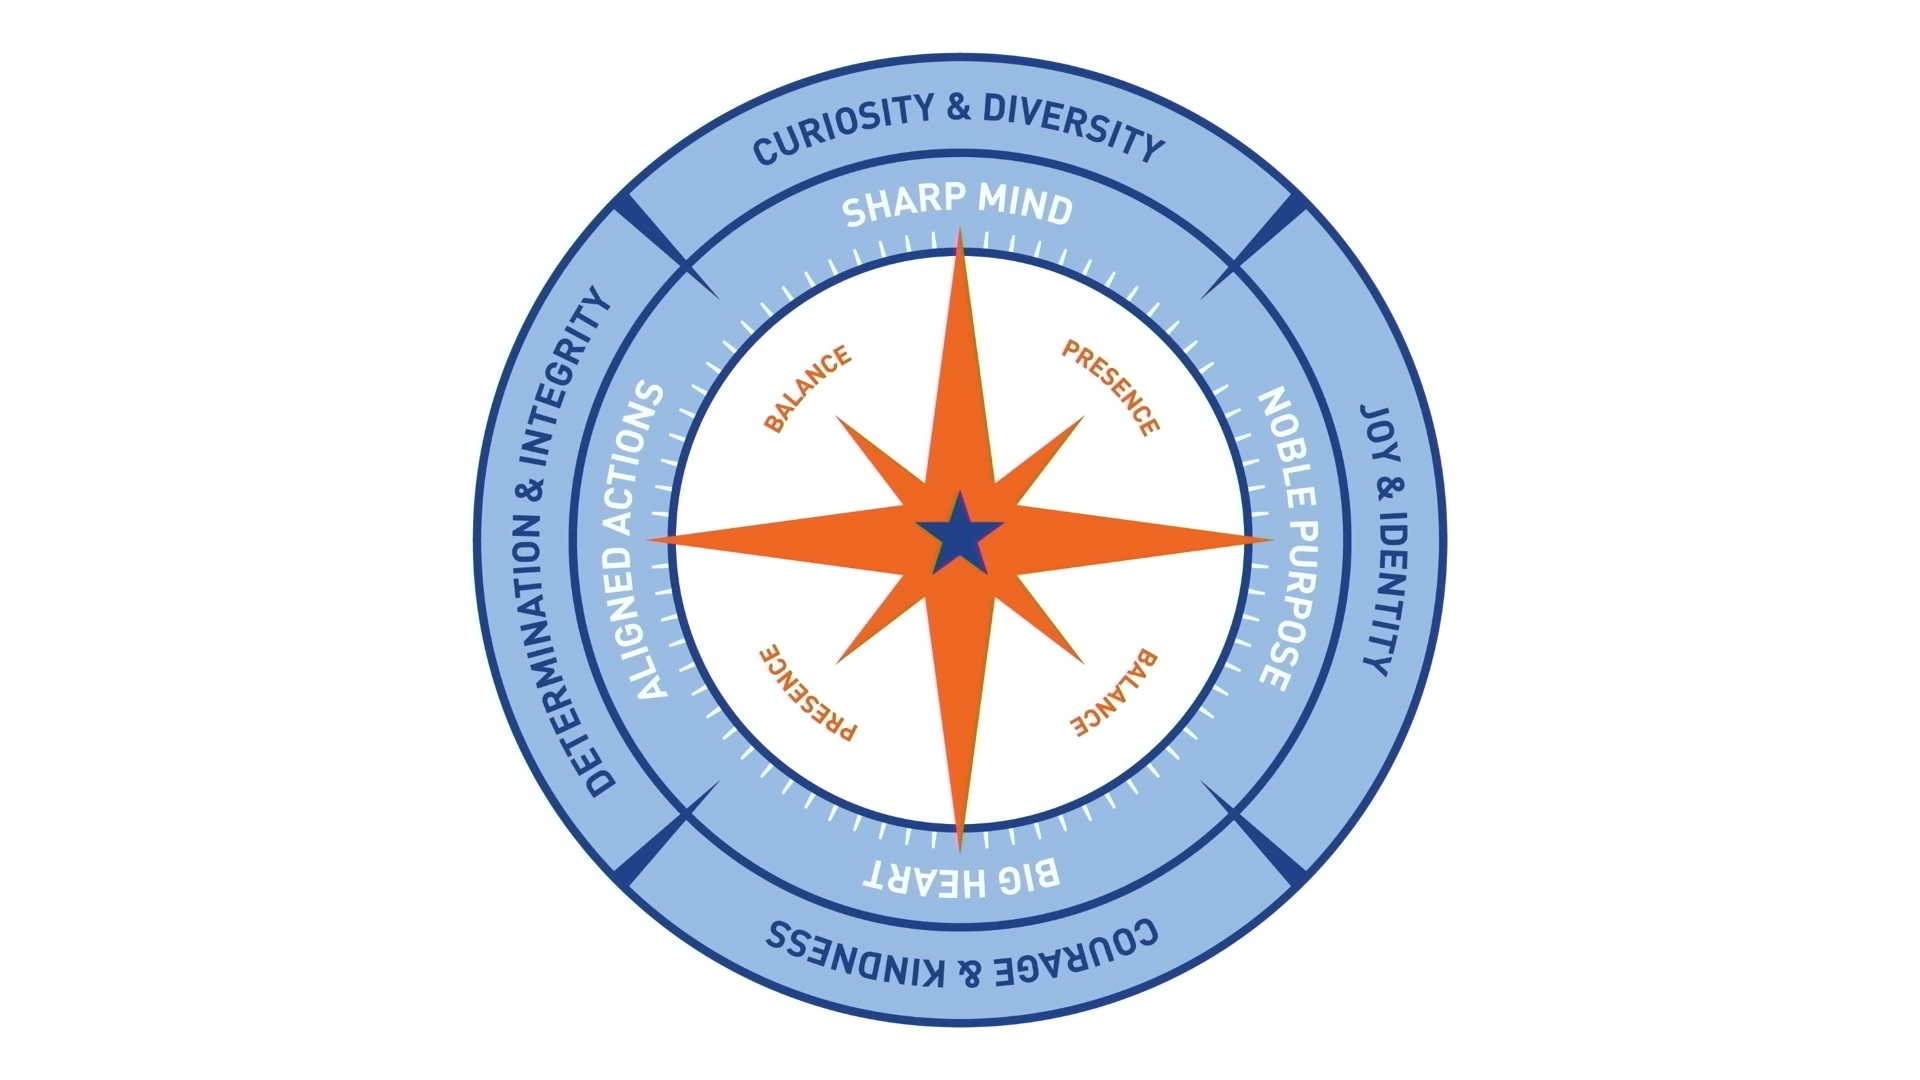 CURIOSITY & DIVERSITY
SHARP MIND
JOY & IDENTITY
NOBLE PURPOSE
COURAGE & KINDNESS
BIG HEART
DETERMINATION & INTEGRITY
ALIGNED ACTIONS
BALANCE
PRESENCE
BALANCE
PRESENCE